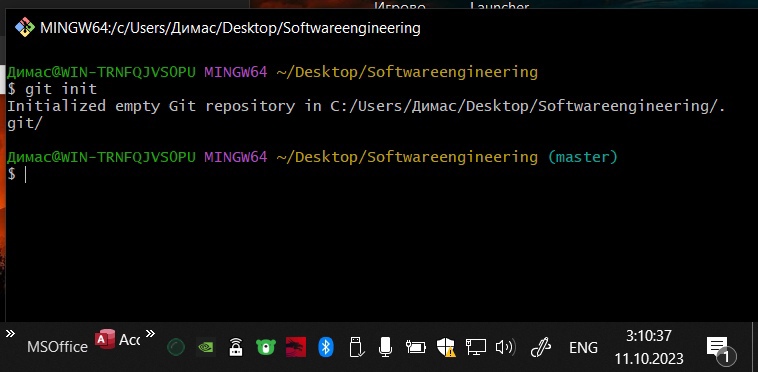 Игрово
Launcher
MINGW64:/c/Users/Димас/Desktop/Softwareengineering
Димас@WIN-TRNFQJVSOPU MINGW64 ~/Desktop/Softwareengineering
$ git init
Initialized empty Git repository in C:/Users/Димас/Desktop/Softwareengineering/.
git/
Димас@WIN-TRNFQJVSOPU MINGW64 ~/Desktop/Softwareengineering (master)
$
» MSOffice Acc » ENG 3:10:37
11.10.2023
1